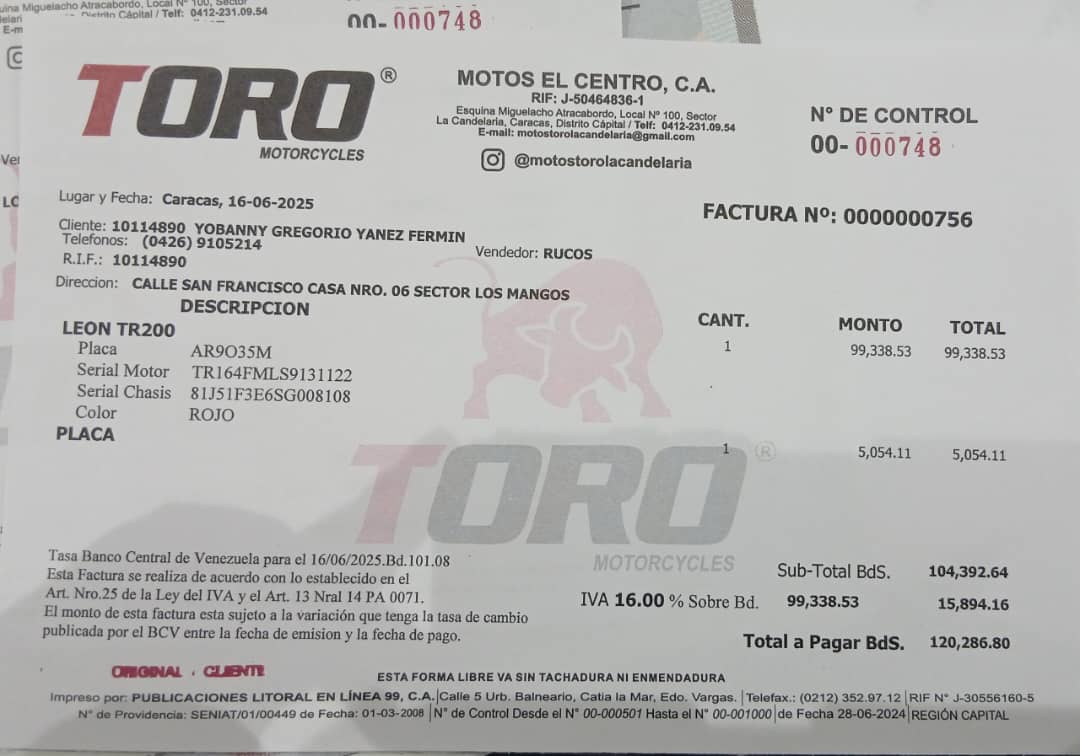 uina Miguelacho Atracabordo, Local Nº 100, Sector
Distrito Cápital / Telf: 0412-231.09.54
00- 000748
TORO®
MOTORCYCLES
MOTOS EL CENTRO, C.A.
RIF: J-50464836-1
Esquina Miguelacho Atracabordo, Local Nº 100, Sector
La Candelaria, Caracas, Distrito Cápital / Telf: 0412-231.09.54
E-mail: motostorolacandelaria@gmail.com
@motostorolacandelaria
N° DE CONTROL
00- 000748
Lugar y Fecha: Caracas, 16-06-2025
FACTURA Nº: 0000000756
Cliente: 10114890 YOBANNY GREGORIO YANEZ FERMIN
Telefonos: (0426) 9105214
Vendedor: RUCOS
R.I.F.: 10114890
Direccion: CALLE SAN FRANCISCO CASA NRO. 06 SECTOR LOS MANGOS
DESCRIPCION CANT. MONTO TOTAL
LEON TR200 1 99,338.53 99,338.53
Placa AR9O35M
Serial Motor TR164FMLS9131122
Serial Chasis 81J51F3E6SG008108
Color ROJO
PLACA 1 5,054.11 5,054.11
TORO®
MOTORCYCLES
Tasa Banco Central de Venezuela para el 16/06/2025.Bd.101.08
Esta Factura se realiza de acuerdo con lo establecido en el
Art. Nro.25 de la Ley del IVA y el Art. 13 Nral 14 PA 0071.
El monto de esta factura esta sujeto a la variación que tenga la tasa de cambio
publicada por el BCV entre la fecha de emision y la fecha de pago.
Sub-Total BdS. 104,392.64
IVA 16.00 % Sobre Bd. 99,338.53 15,894.16
Total a Pagar BdS. 120,286.80
ORIGINAL - CLIENTE
ESTA FORMA LIBRE VA SIN TACHADURA NI ENMENDADURA
Impreso por: PUBLICACIONES LITORAL EN LÍNEA 99, C.A.|Calle 5 Urb. Balneario, Catia la Mar, Edo. Vargas. |Telefax.: (0212) 352.97.12 |RIF N° J-30556160-5
N° de Providencia: SENIAT/01/00449 de Fecha: 01-03-2008 |N° de Control Desde el N° 00-000501 Hasta el N° 00-001000 |de Fecha 28-06-2024 |REGIÓN CAPITAL